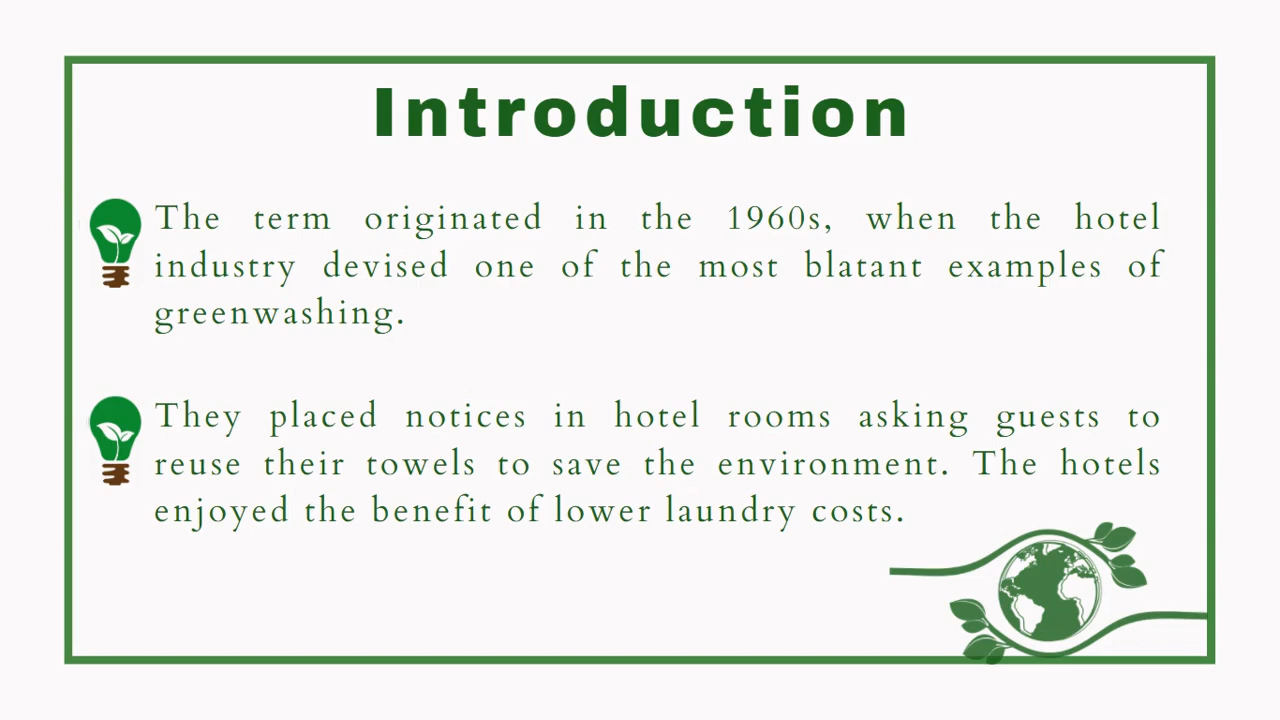 Introduction
The term originated in the 1960s, when the hotel
industry devised one of the most blatant examples of
greenwashing.
They placed notices in hotel rooms asking guests to
reuse their towels to save the environment. The hotels
enjoyed the benefit of lower laundry costs.